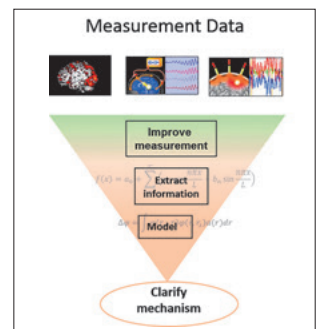 Measurement Data
Improve
measurement
Extract
information
Model
Clarify
mechanism